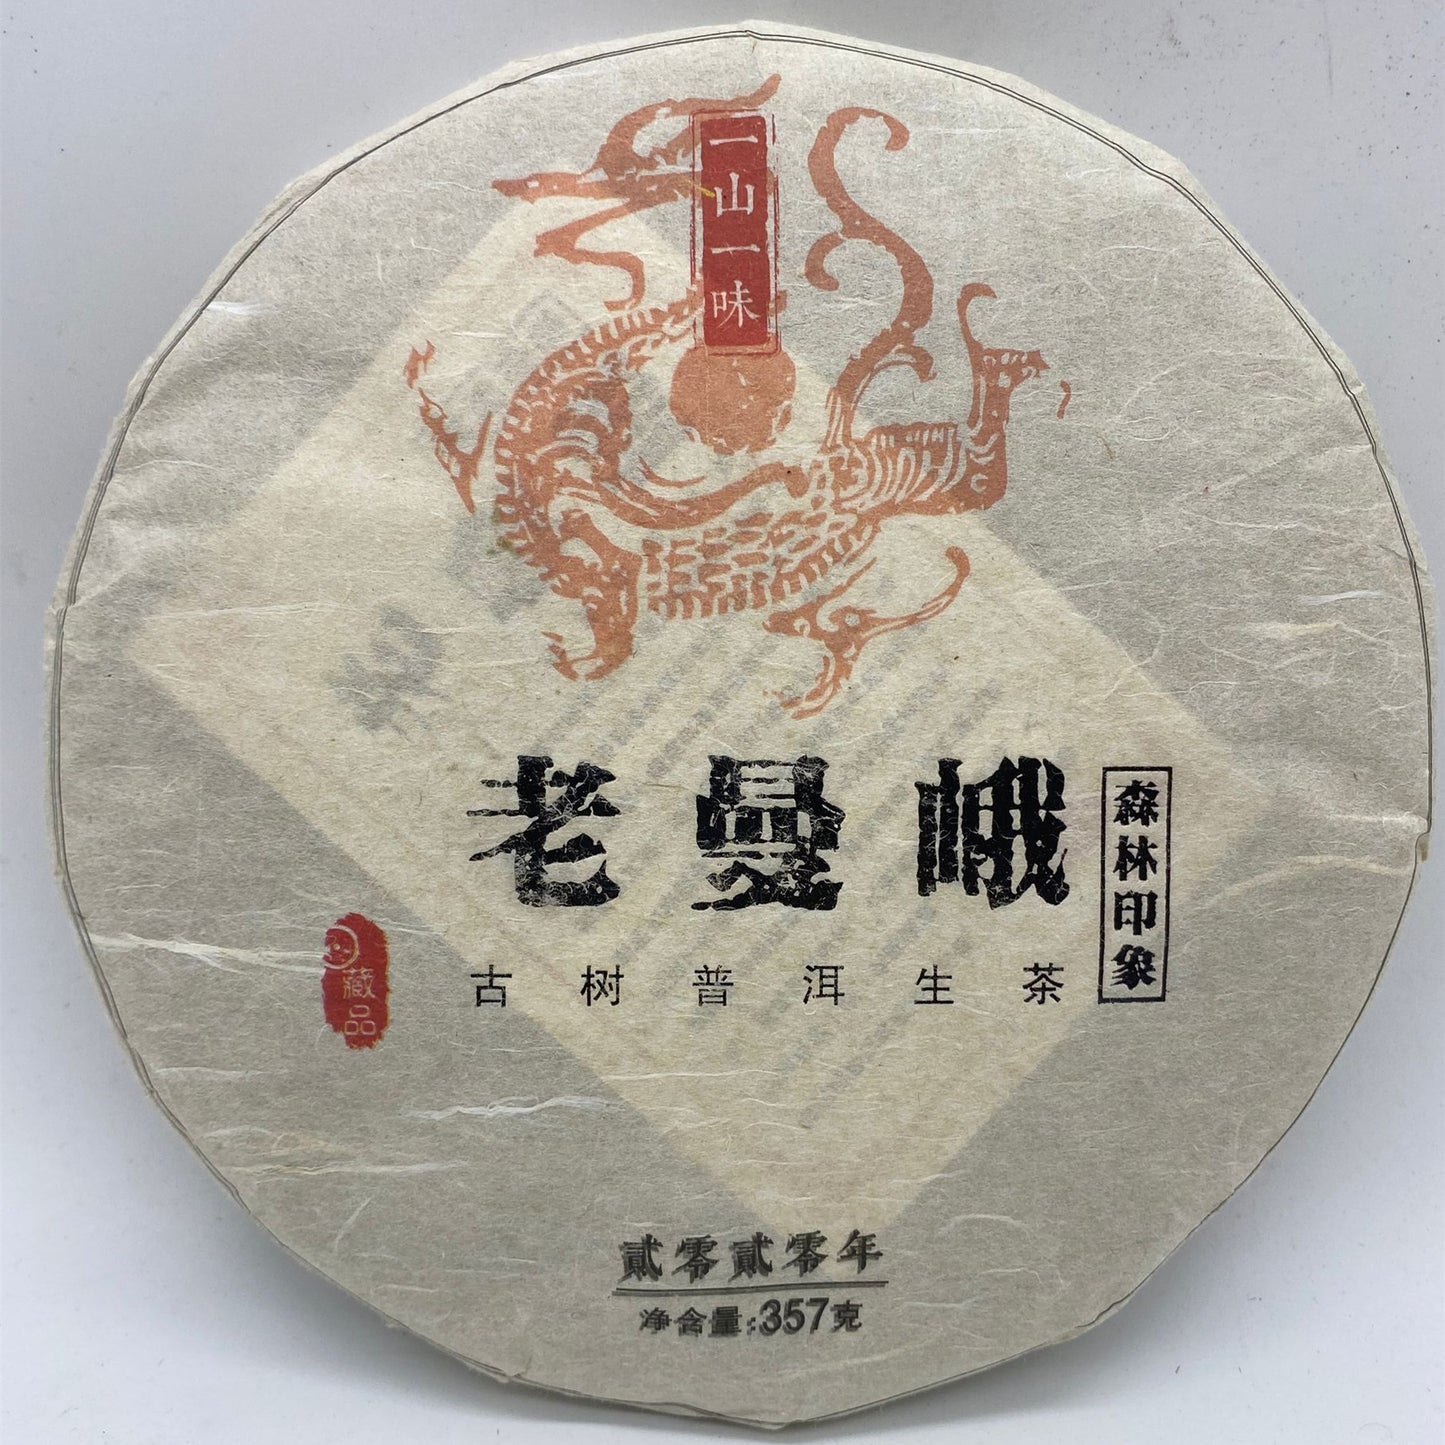 一山一味
老曼峨
森林印象
古树普洱生茶
藏品
贰零贰零年
净含量:357克